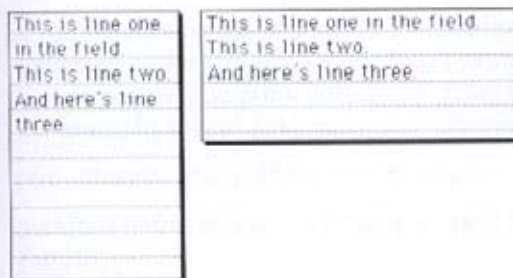 This is line one
in the field.
This is line two.
And here's line
three
This is line one in the field.
This is line two.
And here's line three